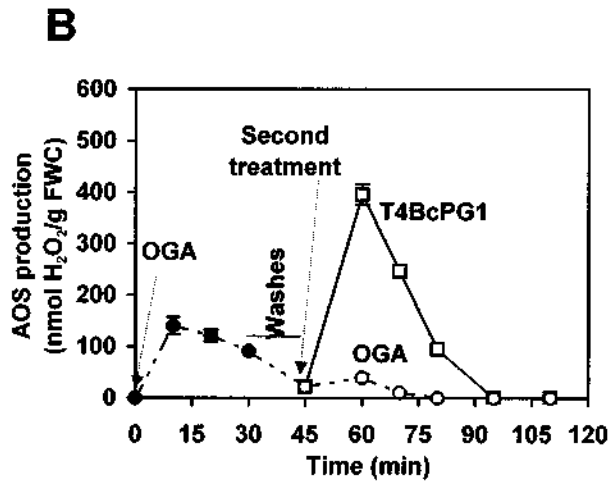 B
AOS production
(nmol H₂O₂/g FWC)
600
500
400
300
200
100
0
Second
treatment
T4BcPG1
OGA
Washes
OGA
0 15 30 45 60 75 90 105 120
Time (min)